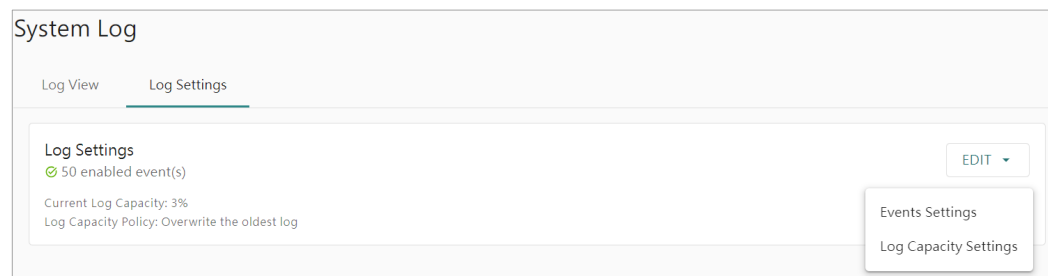 System Log
Log View
Log Settings
Log Settings
50 enabled event(s)
EDIT
Current Log Capacity: 3%
Log Capacity Policy: Overwrite the oldest log
Events Settings
Log Capacity Settings